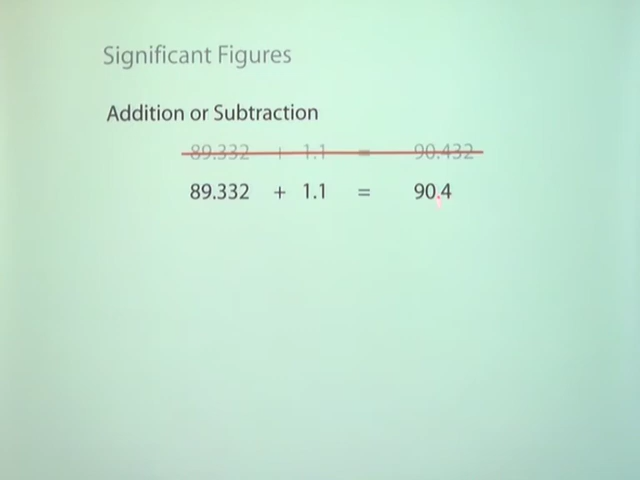 Significant Figures
Addition or Subtraction
89.332 + 1.1 = 90.432
89.332 + 1.1 = 90.4